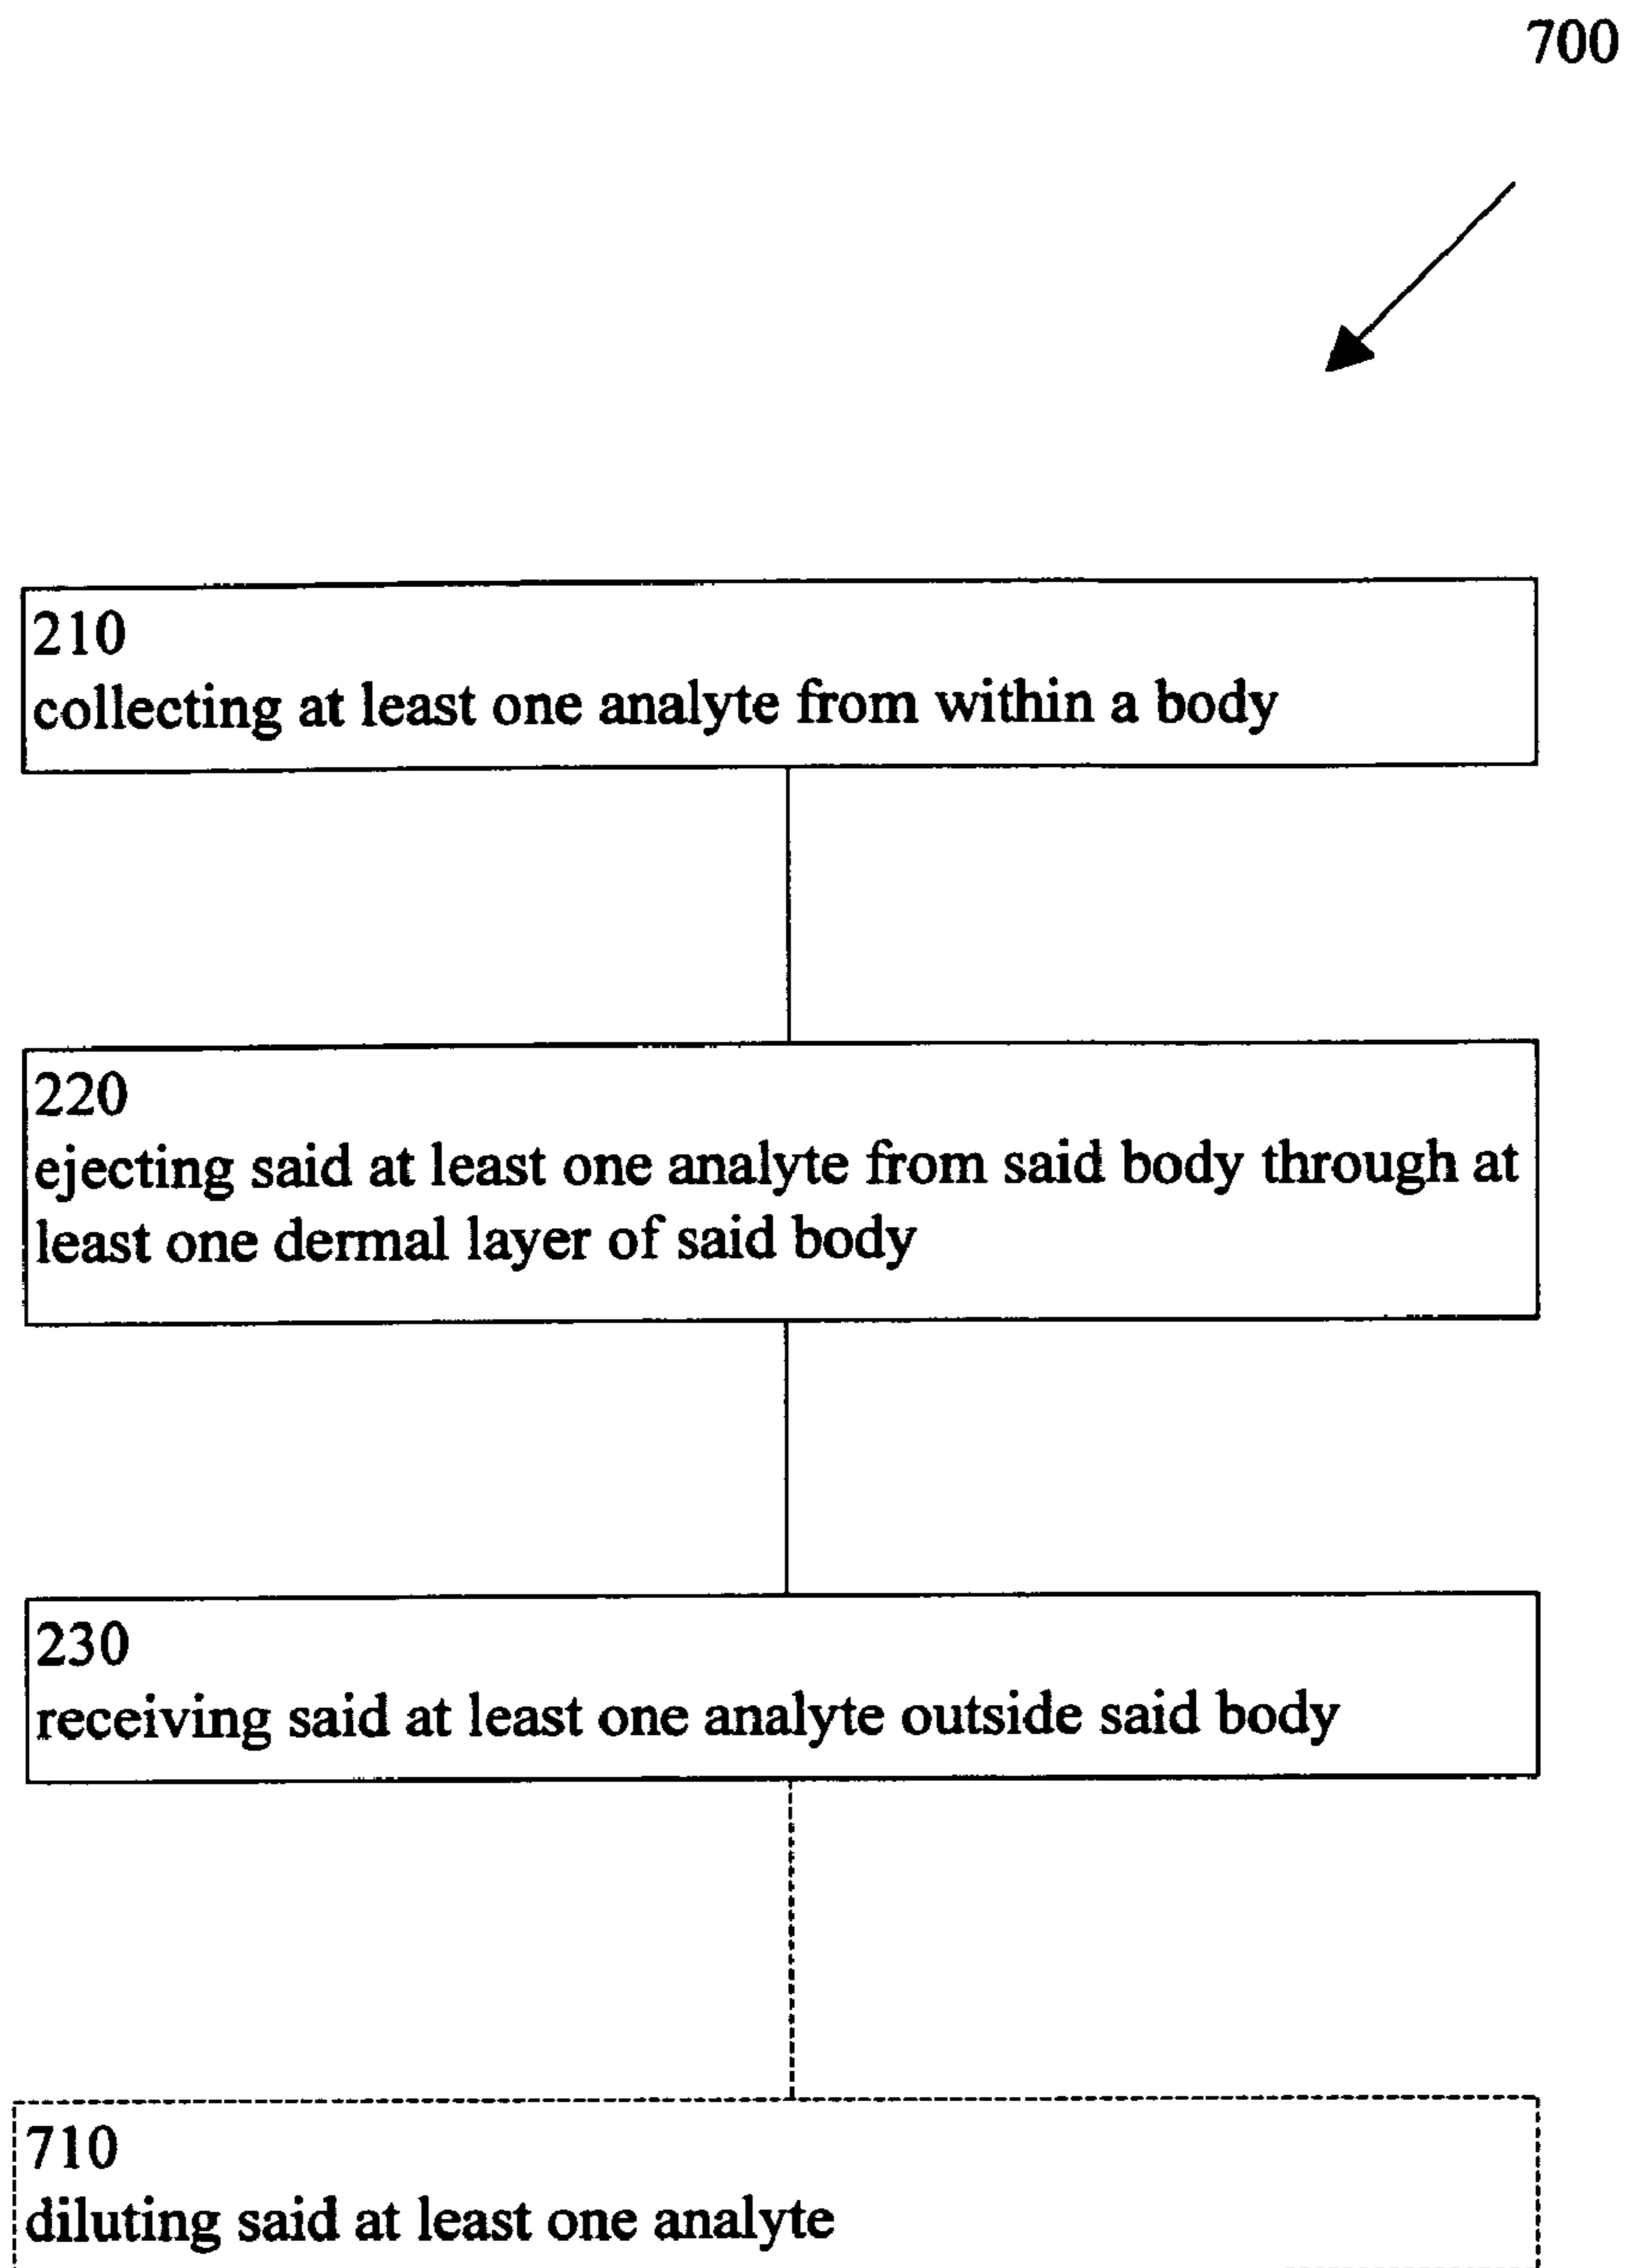 700
210
collecting at least one analyte from within a body
220
ejecting said at least one analyte from said body through at
least one dermal layer of said body
230
receiving said at least one analyte outside said body
710
diluting said at least one analyte